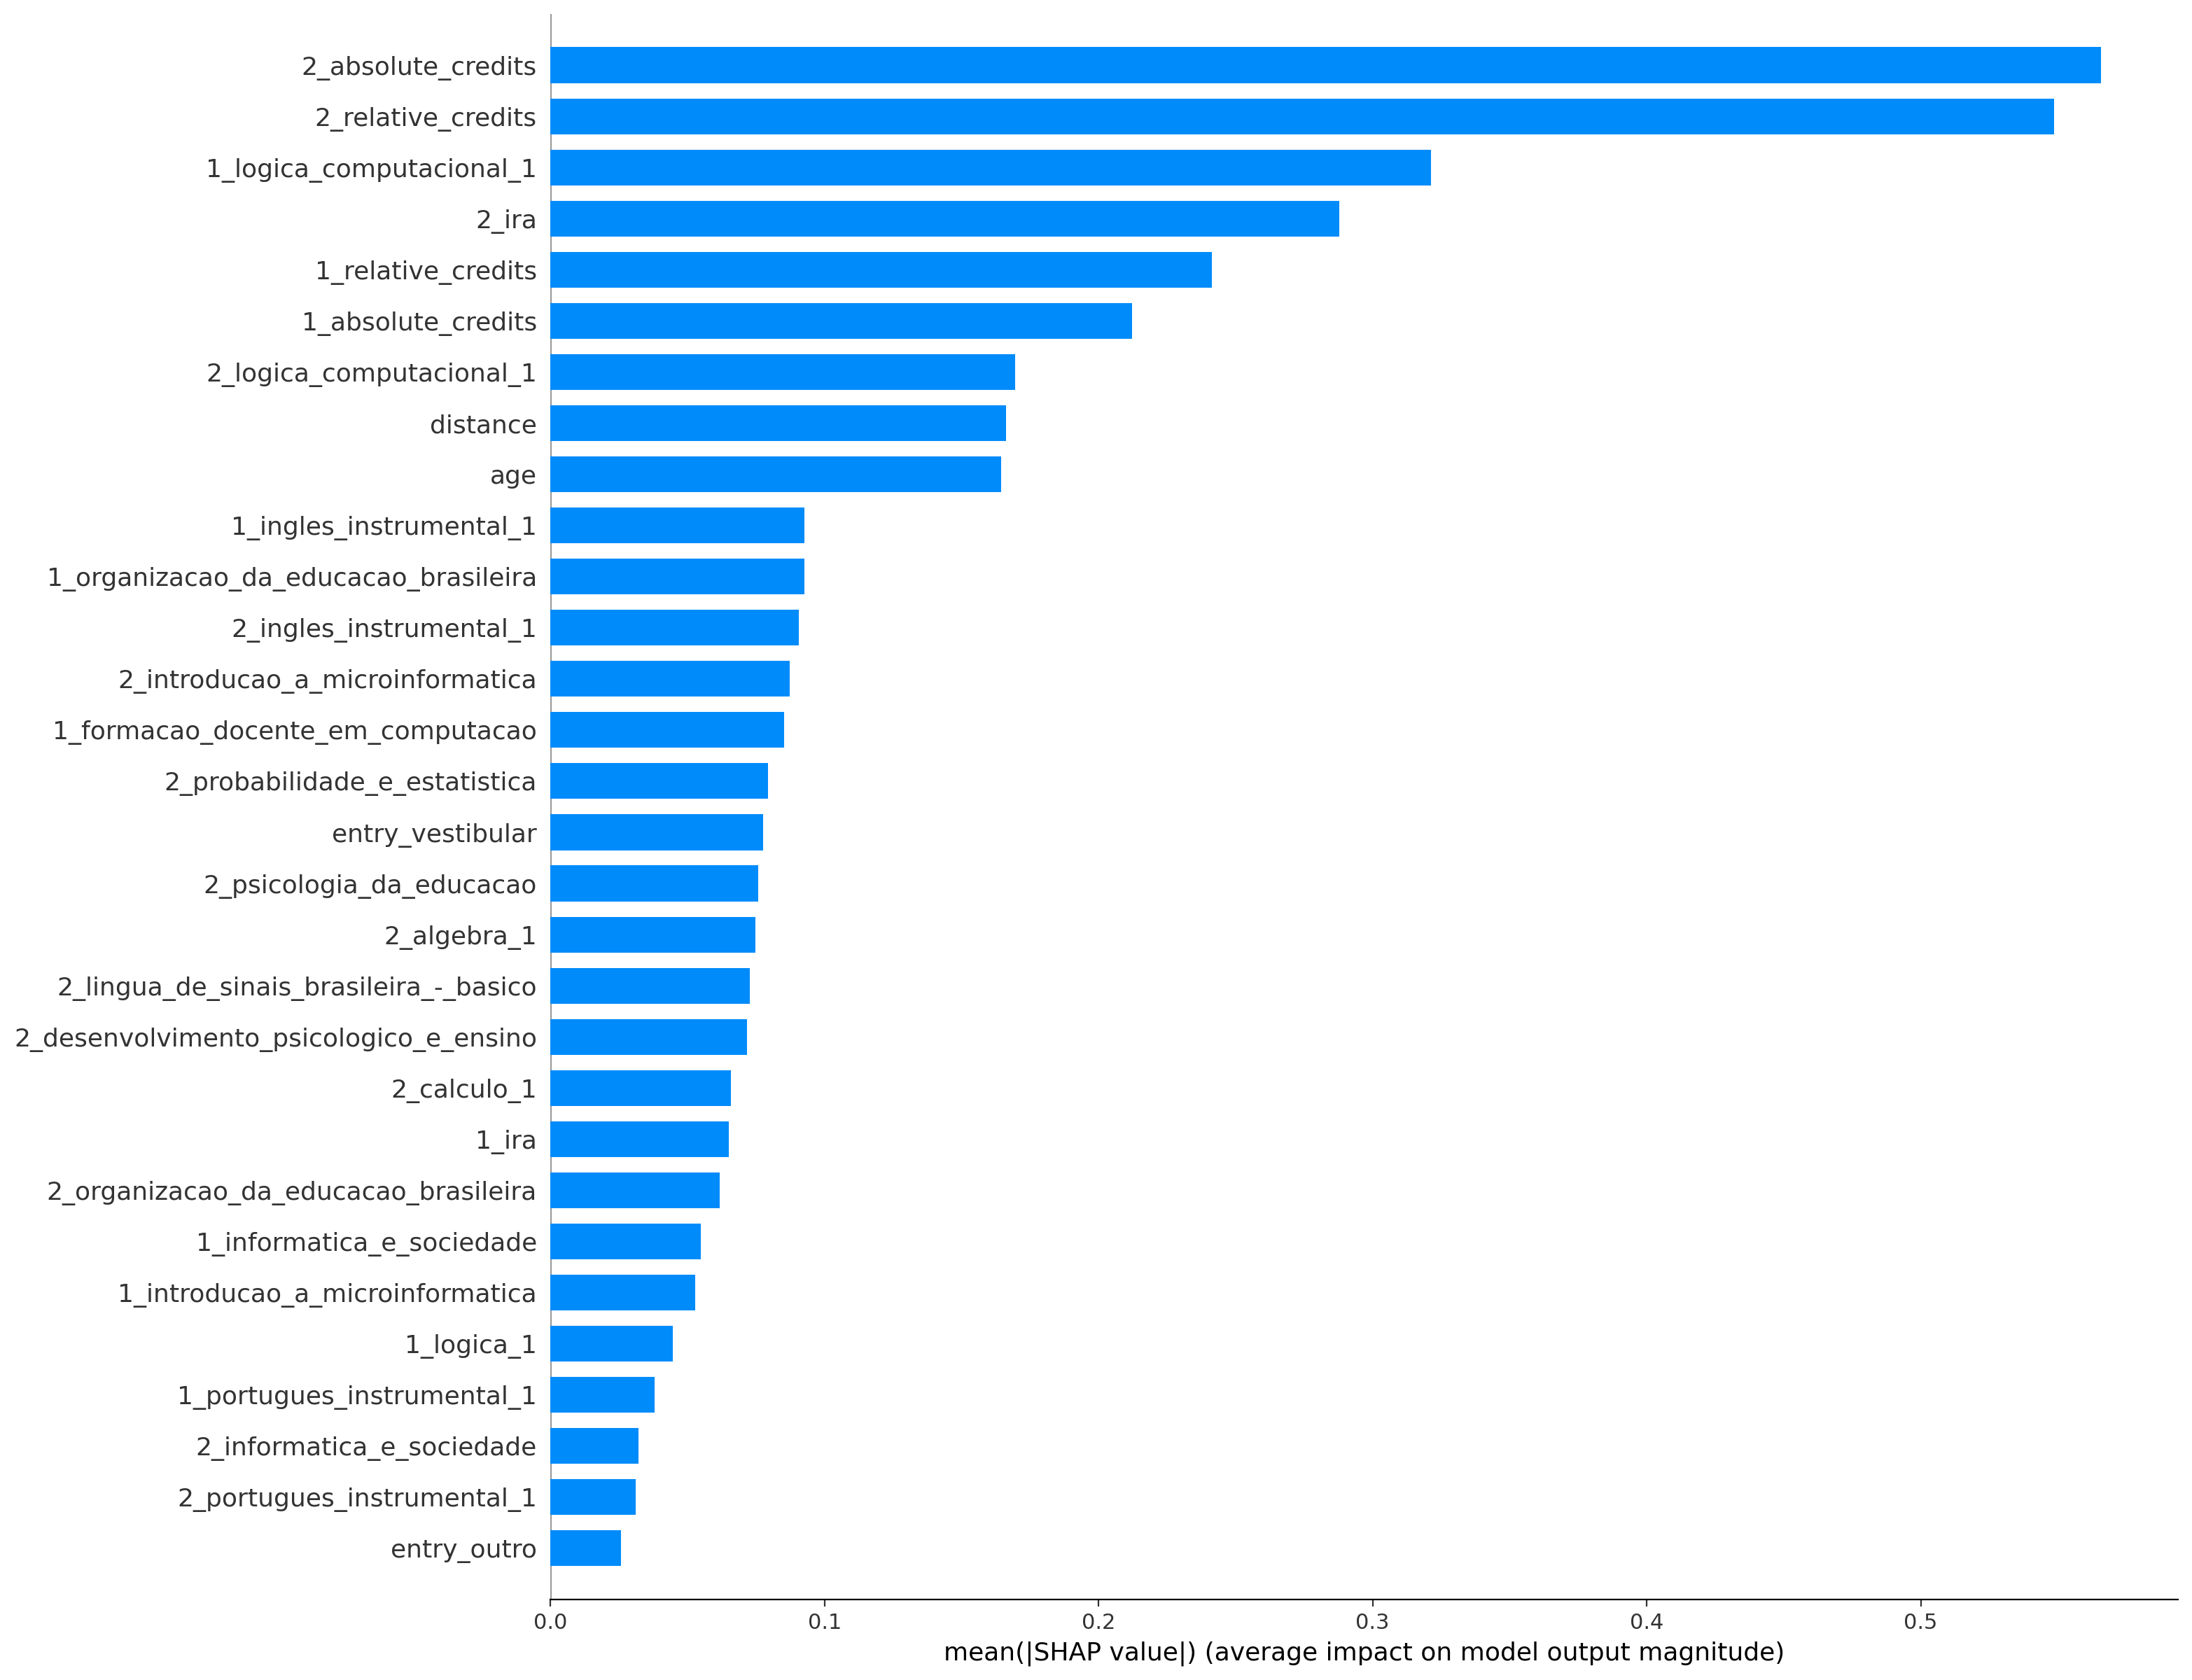 2_absolute_credits
2_relative_credits
1_logica_computacional_1
2_ira
1_relative_credits
1_absolute_credits
2_logica_computacional_1
distance
age
1_ingles_instrumental_1
1_organizacao_da_educacao_brasileira
2_ingles_instrumental_1
2_introducao_a_microinformatica
1_formacao_docente_em_computacao
2_probabilidade_e_estatistica
entry_vestibular
2_psicologia_da_educacao
2_algebra_1
2_lingua_de_sinais_brasileira_-_basico
2_desenvolvimento_psicologico_e_ensino
2_calculo_1
1_ira
2_organizacao_da_educacao_brasileira
1_informatica_e_sociedade
1_introducao_a_microinformatica
1_logica_1
1_portugues_instrumental_1
2_informatica_e_sociedade
2_portugues_instrumental_1
entry_outro
0.0 0.1 0.2 0.3 0.4 0.5
mean(|SHAP value|) (average impact on model output magnitude)